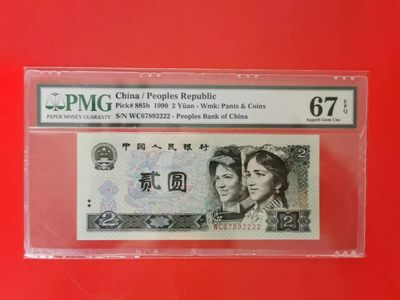 PMG
PAPER MONEY GUARANTY
China / Peoples Republic
Pick# 885b 1990 2 Yüan - Wmk: Pants & Coins
S/N WC67892222 - Peoples Bank of China
67 EPQ
Superb Gem Unc
中国人民银行
贰圆
2
2
2
WC67892222